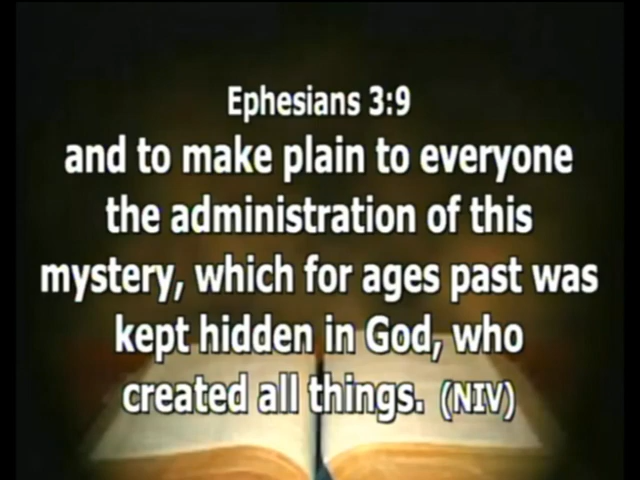 Ephesians 3:9
and to make plain to everyone
the administration of this
mystery, which for ages past was
kept hidden in God, who
created all things. (NIV)